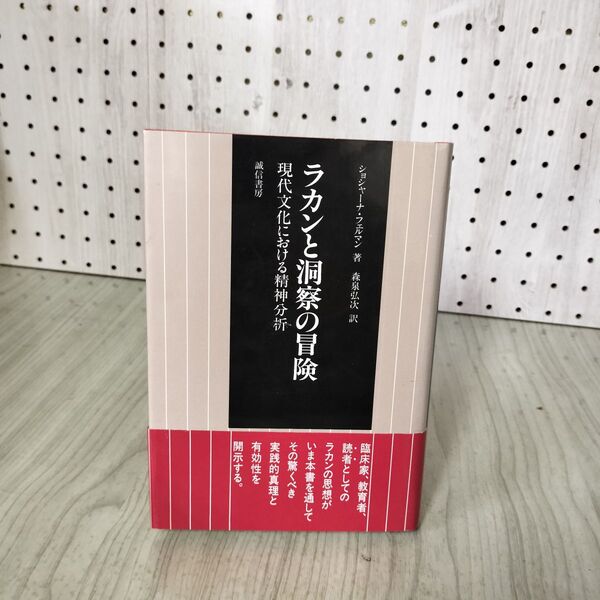 ショシャーナ・フェルマン 著　森泉弘次 訳
ラカンと洞察の冒険
現代文化における精神分析
誠信書房
臨床家、教育者、
読者としての
ラカンの思想が
いま本書を通して
その驚くべき
実践的真理と
有効性を
開示する。